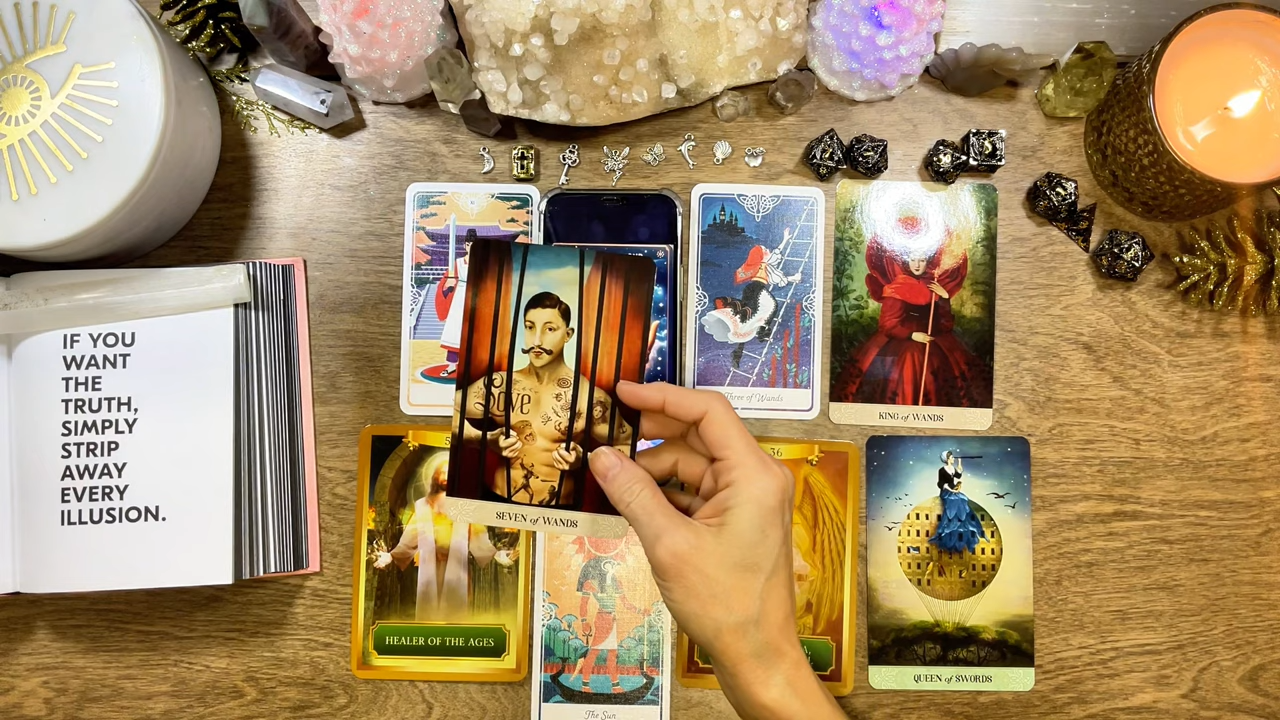 IF YOU
WANT
THE
TRUTH,
SIMPLY
STRIP
AWAY
EVERY
ILLUSION.
Three of Wands
KING of WANDS
Love
SEVEN of WANDS
5
36
HEALER OF THE AGES
QUEEN of SWORDS
The Sun